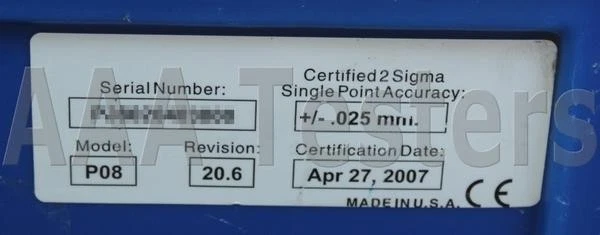 Serial Number:
Certified 2 Sigma
Single Point Accuracy:
+/- .025 mm.
Model:
Revision:
Certification Date:
P08
20.6
Apr 27, 2007
MADE IN U.S.A.
CE
AAA Testers